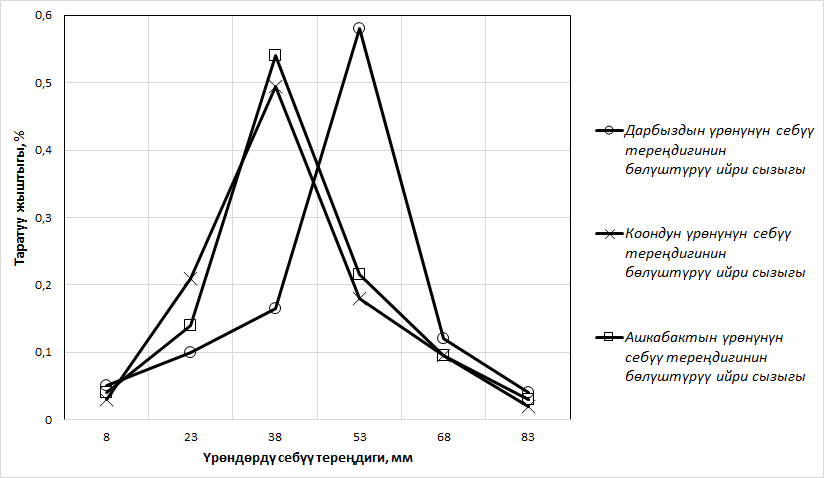 0,6
0,5
0,4
0,3
0,2
0,1
0
Таратуу жыштыгы, %
8 23 38 53 68 83
Үрөндөрдү себүү тереңдиги, мм
Дарбыздын үрөнүнүн себүү
тереңдигинин
бөлүштүрүү ийри сызыгы
Коондун үрөнүнүн себүү
тереңдигинин
бөлүштүрүү ийри сызыгы
Ашкабактын үрөнүнүн
себүү тереңдигинин
бөлүштүрүү ийри сызыгы